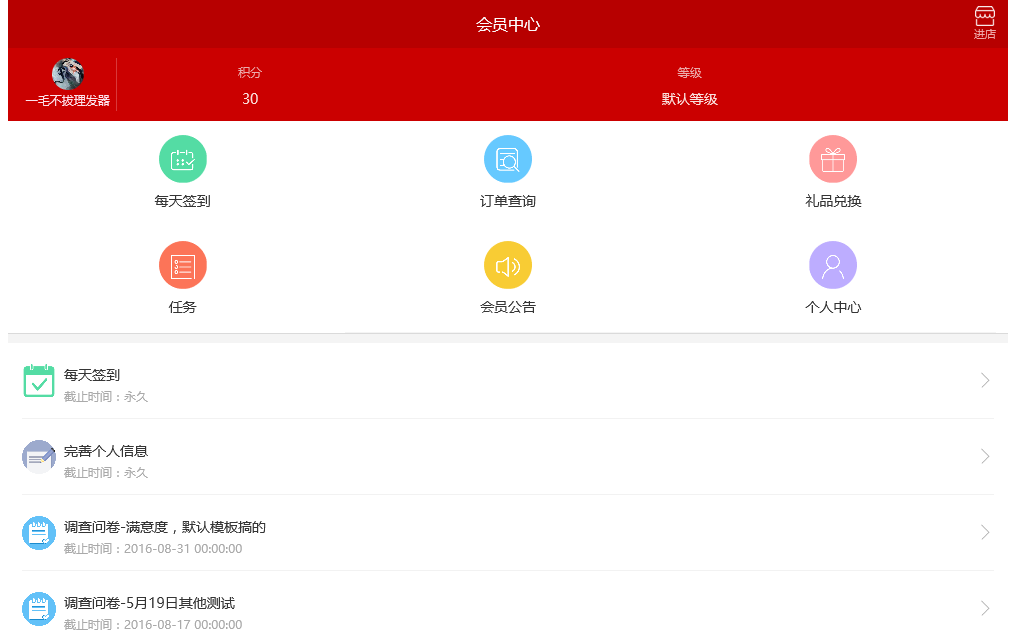 会员中心
进店
一毛不拔理发器
积分
30
等级
默认等级
每天签到
订单查询
礼品兑换
任务
会员公告
个人中心
每天签到
截止时间：永久
完善个人信息
截止时间：永久
调查问卷-满意度，默认模板搞的
截止时间：2016-08-31 00:00:00
调查问卷-5月19日其他测试
截止时间：2016-08-17 00:00:00